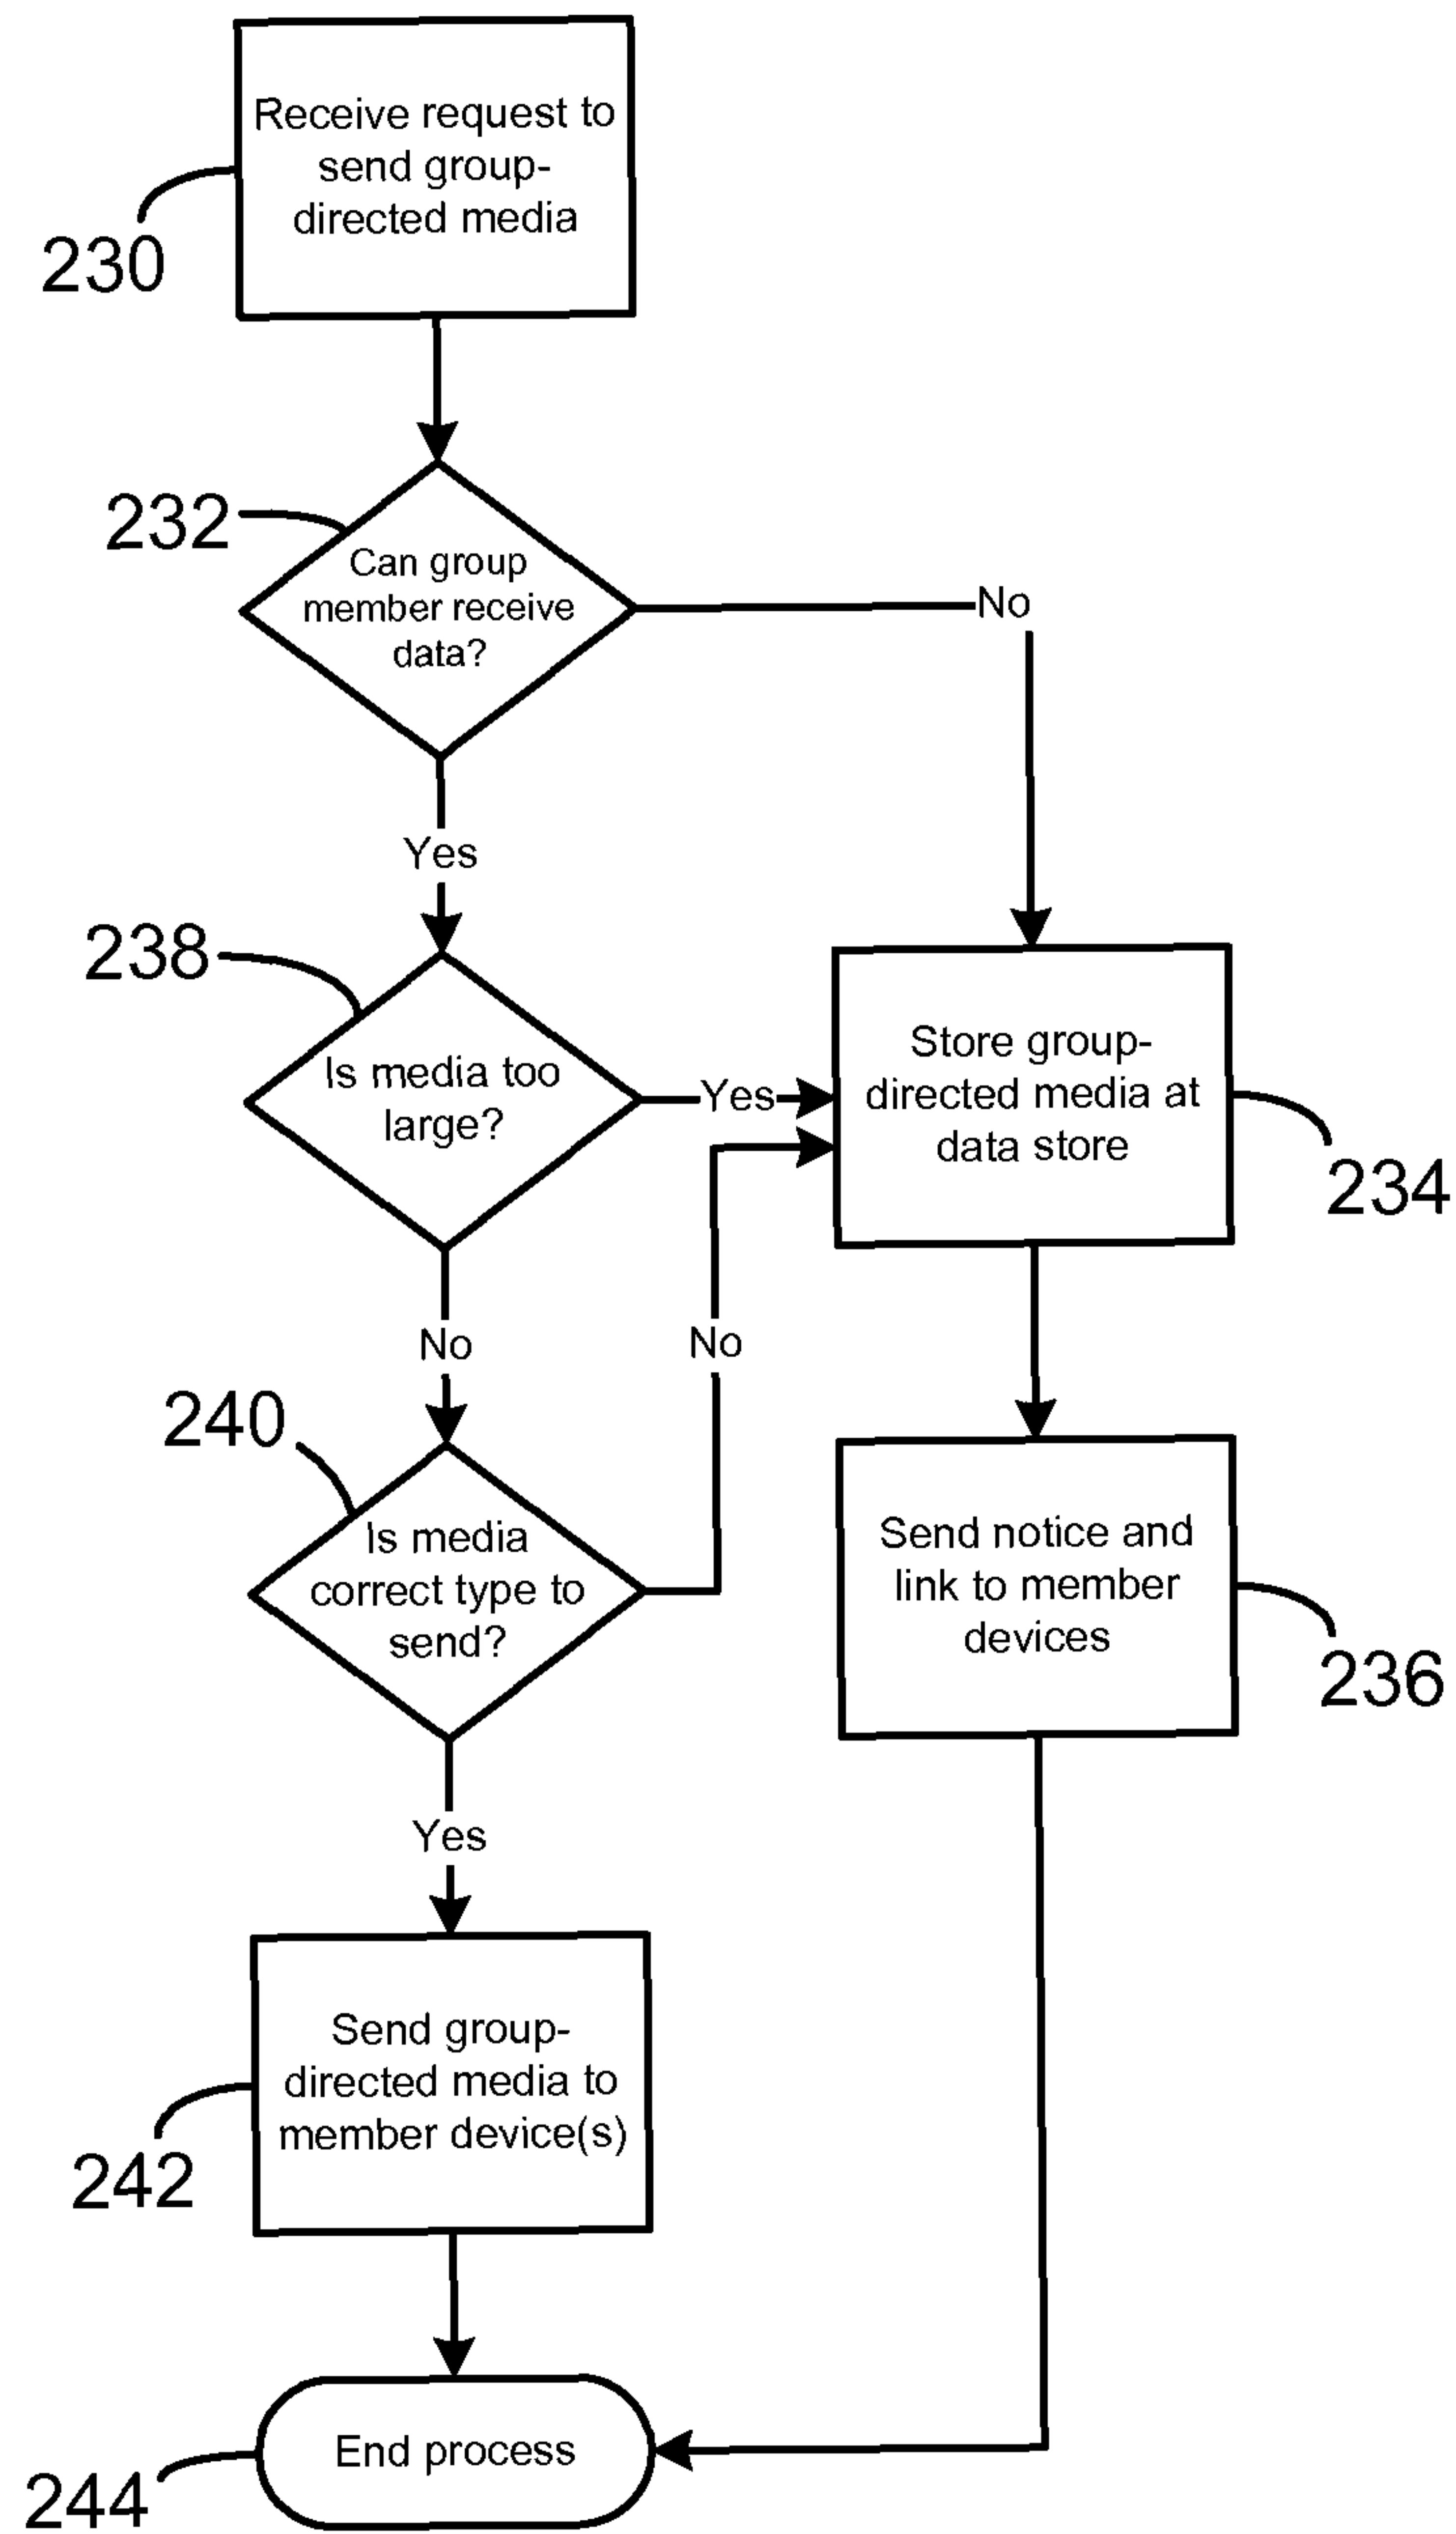 Receive request to
send group-
directed media
230
232
Can group
member receive
data?
No
Yes
238
Is media too
large?
Yes
Store group-
directed media at
data store
234
No
No
240
Is media
correct type to
send?
Send notice and
link to member
devices
236
Yes
Send group-
directed media to
member device(s)
242
End process
244